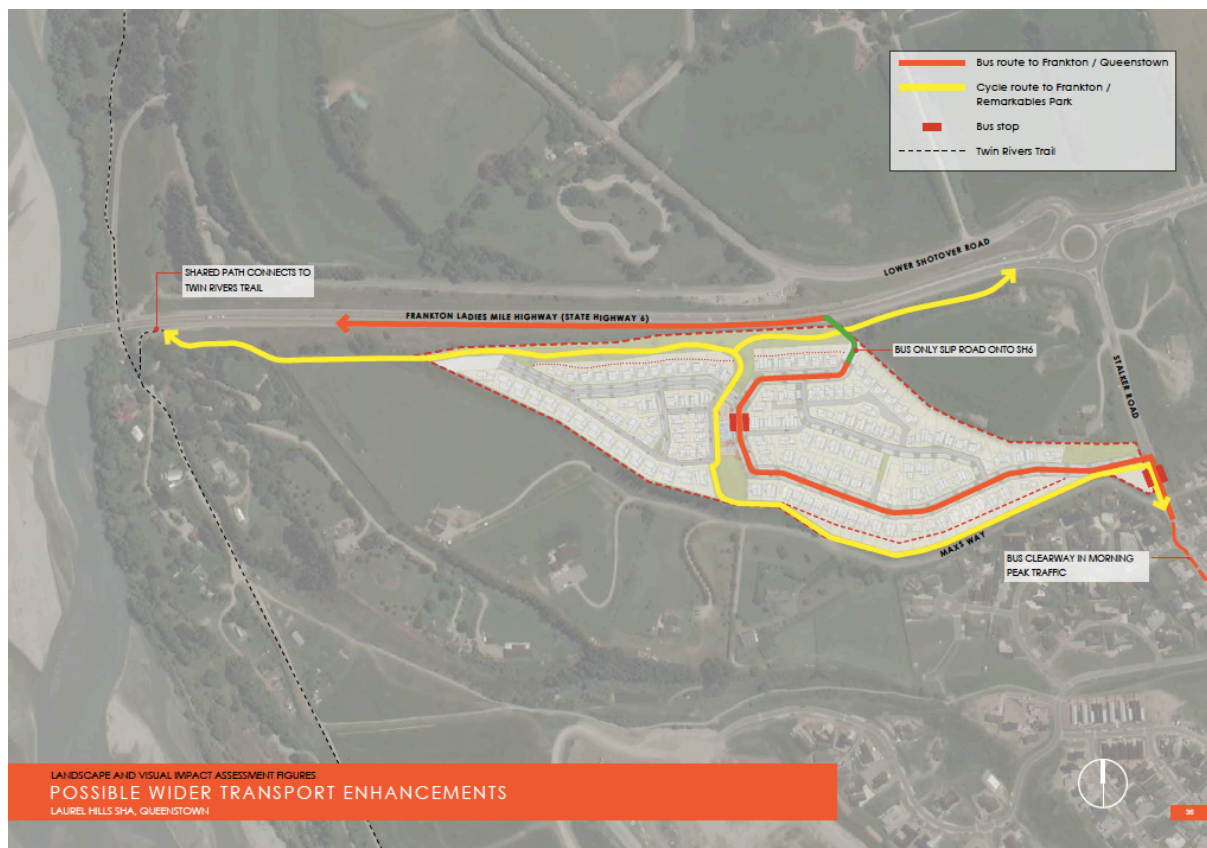 Bus route to Frankton / Queenstown
Cycle route to Frankton /
Remarkables Park
Bus stop
Twin Rivers Trail
LOWER SHOTOVER ROAD
SHARED PATH CONNECTS TO
TWIN RIVERS TRAIL
FRANKTON LADIES MILE HIGHWAY (STATE HIGHWAY 6)
BUS ONLY SLIP ROAD ONTO SH6
STALKER ROAD
MAXS WAY
BUS CLEARWAY IN MORNING
PEAK TRAFFIC
LANDSCAPE AND VISUAL IMPACT ASSESSMENT FIGURES
POSSIBLE WIDER TRANSPORT ENHANCEMENTS
LAUREL HILLS SHA, QUEENSTOWN